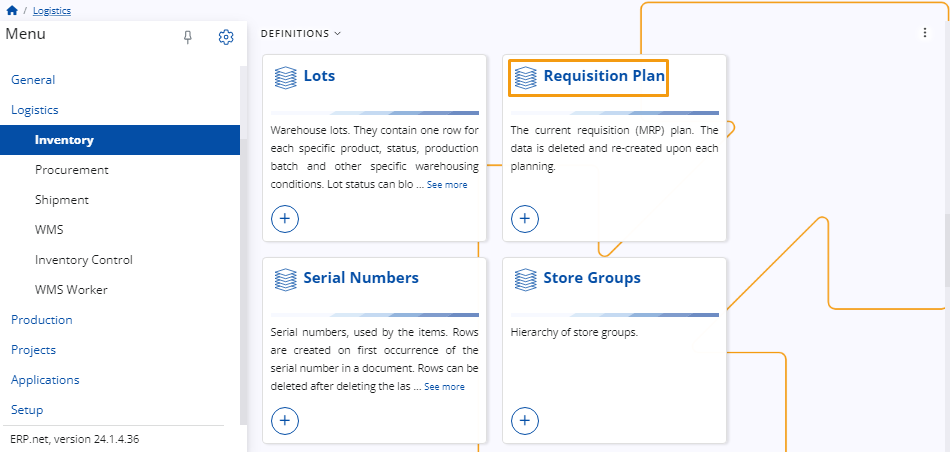 / Logistics
Menu
General
Logistics
Inventory
Procurement
Shipment
WMS
Inventory Control
WMS Worker
Production
Projects
Applications
Setup
ERP.net, version 24.1.4.36
DEFINITIONS
Lots
Warehouse lots. They contain one row for
each specific product, status, production
batch and other specific warehousing
conditions. Lot status can blo ... See more
Requisition Plan
The current requisition (MRP) plan. The
data is deleted and re-created upon each
planning.
Serial Numbers
Serial numbers, used by the items. Rows
are created on first occurrence of the
serial number in a document. Rows can be
deleted after deleting the las ... See more
Store Groups
Hierarchy of store groups.